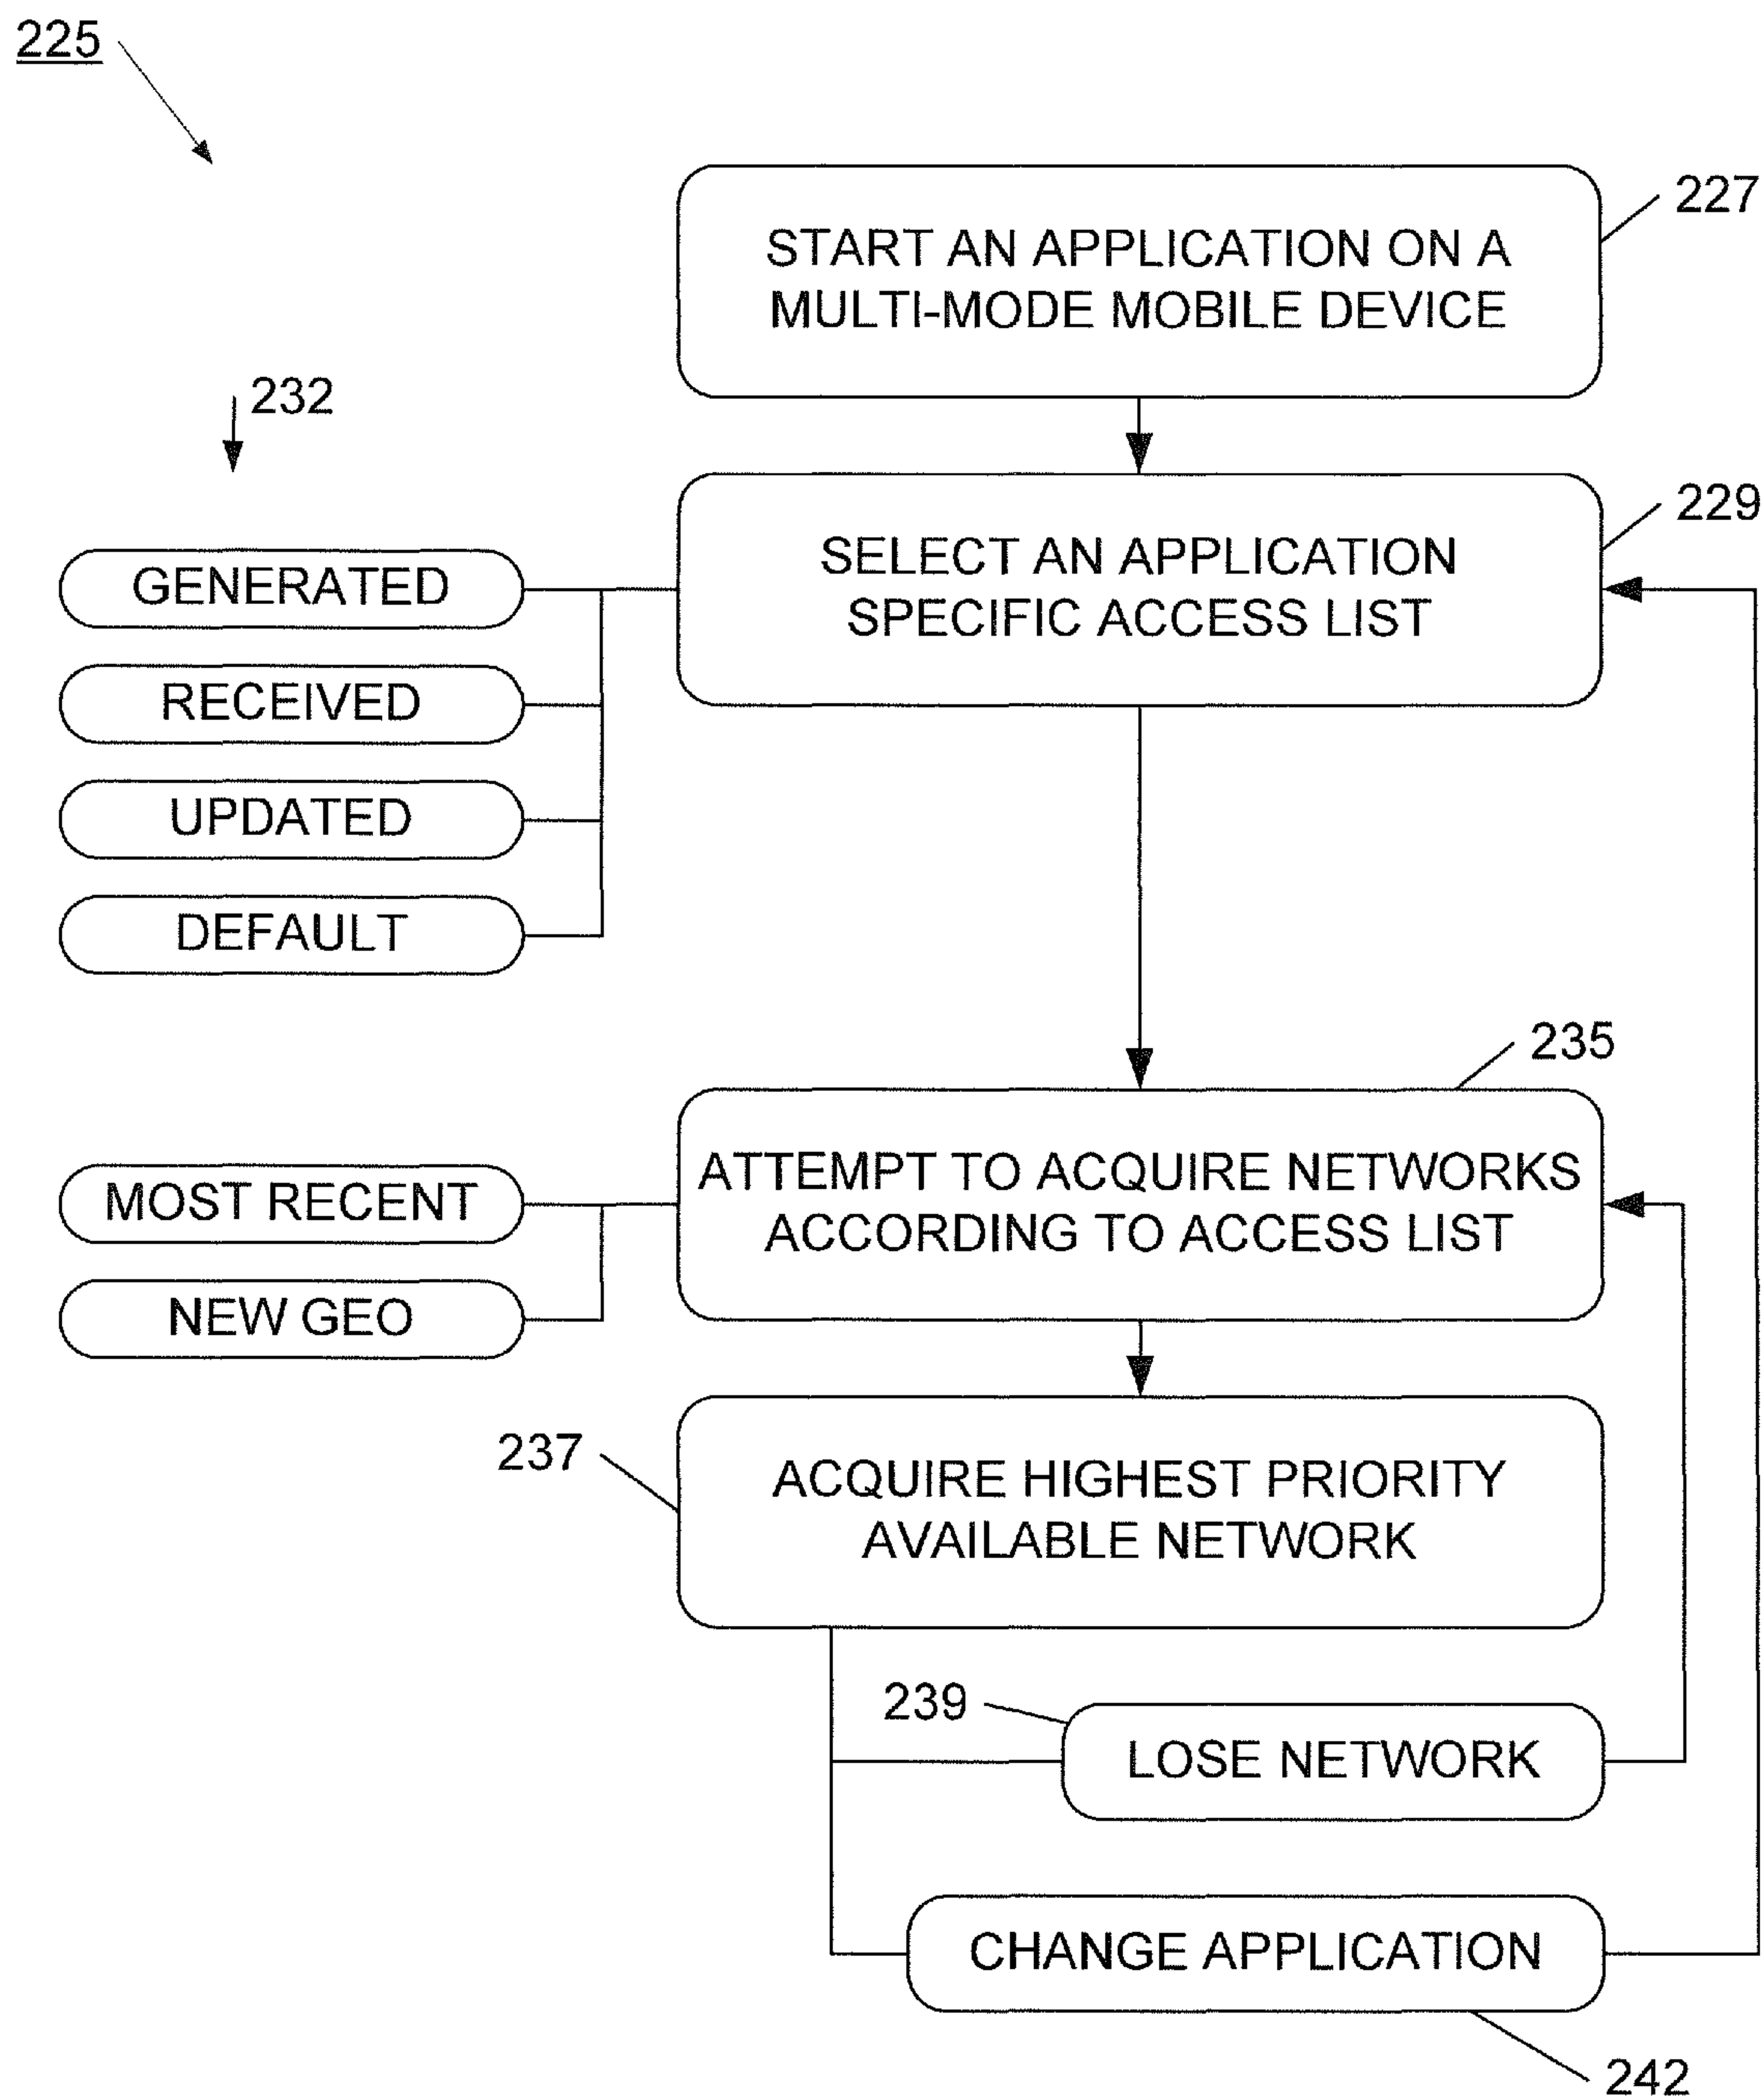 225
START AN APPLICATION ON A
MULTI-MODE MOBILE DEVICE
227
232
SELECT AN APPLICATION
SPECIFIC ACCESS LIST
229
GENERATED
RECEIVED
UPDATED
DEFAULT
235
ATTEMPT TO ACQUIRE NETWORKS
ACCORDING TO ACCESS LIST
MOST RECENT
NEW GEO
237
ACQUIRE HIGHEST PRIORITY
AVAILABLE NETWORK
239
LOSE NETWORK
CHANGE APPLICATION
242